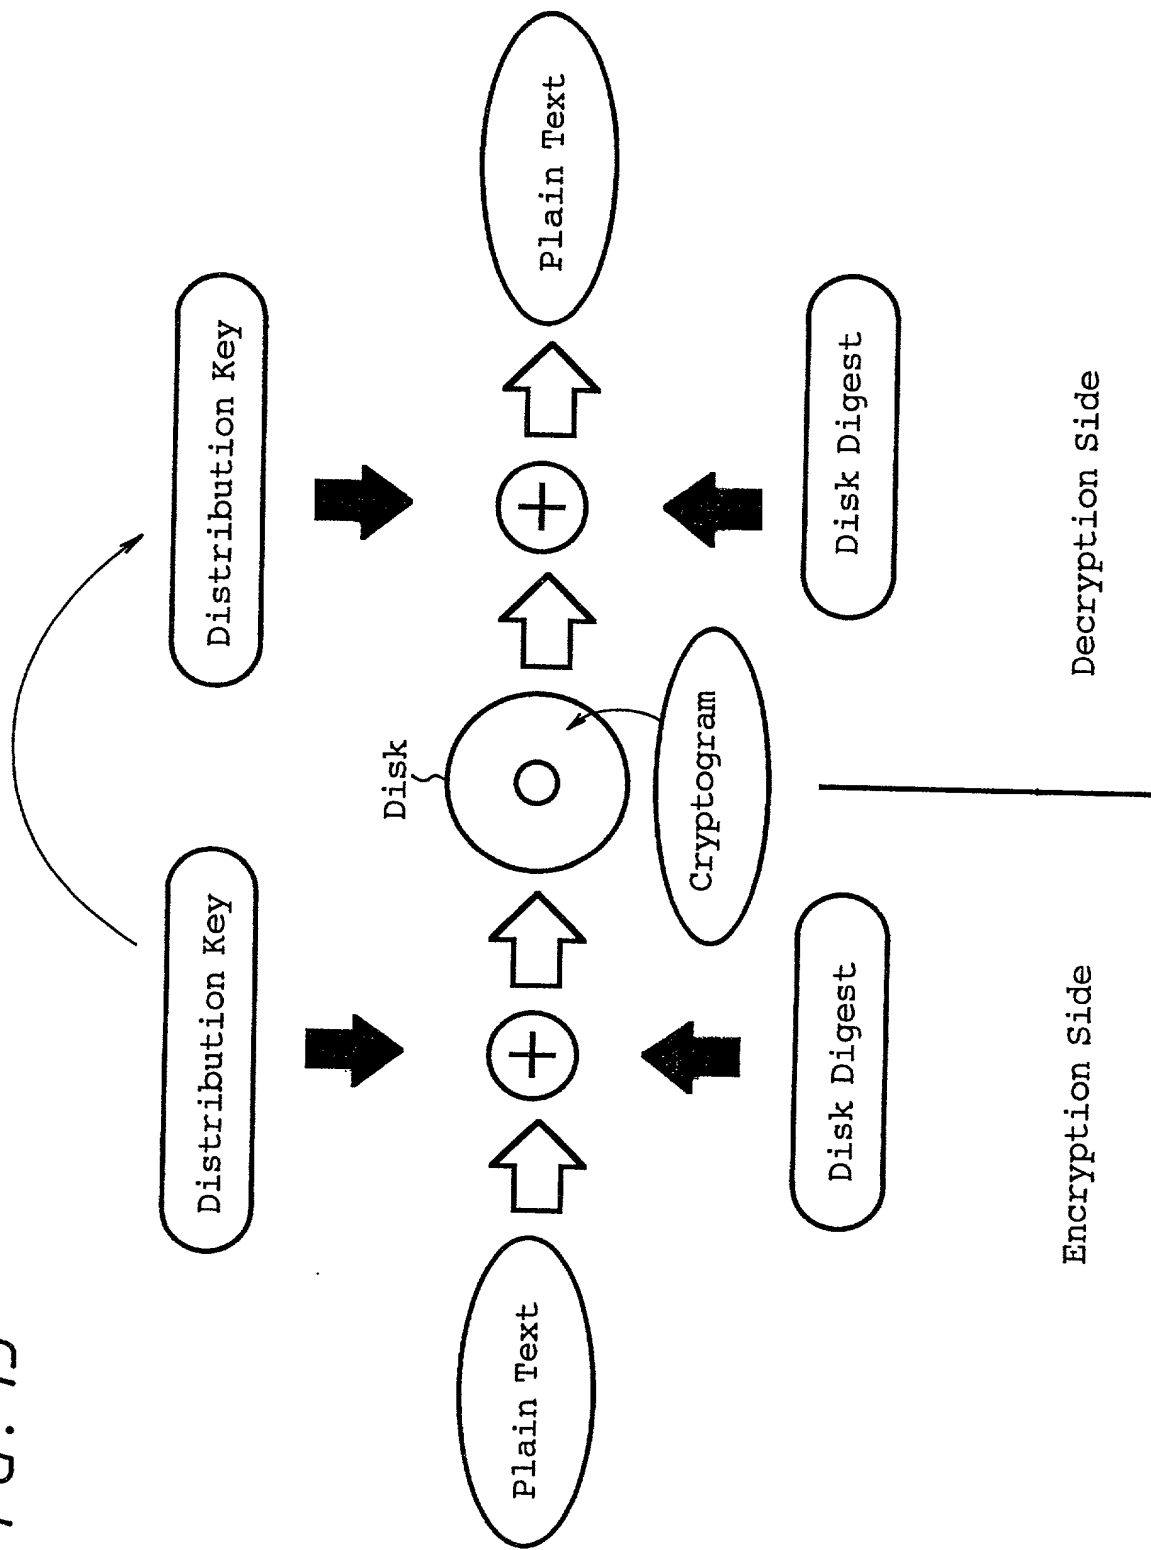 Distribution Key
Distribution Key
Disk
Plain Text
Plain Text
Cryptogram
Disk Digest
Disk Digest
Encryption Side
Decryption Side